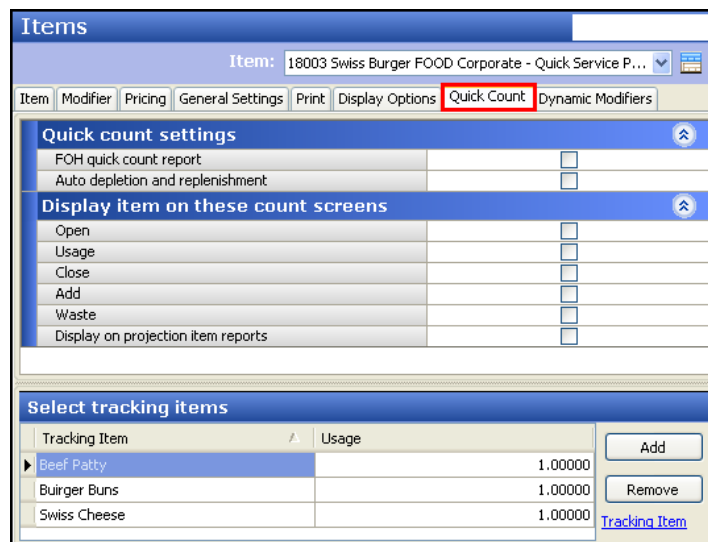 Items
Item: 18003 Swiss Burger FOOD Corporate - Quick Service P...
Item Modifier Pricing General Settings Print Display Options Quick Count Dynamic Modifiers
Quick count settings
FOH quick count report
Auto depletion and replenishment
Display item on these count screens
Open
Usage
Close
Add
Waste
Display on projection item reports
Select tracking items
Tracking Item Usage
Add
Beef Patty 1.00000
Buirger Buns 1.00000
Remove
Swiss Cheese 1.00000
Tracking Item